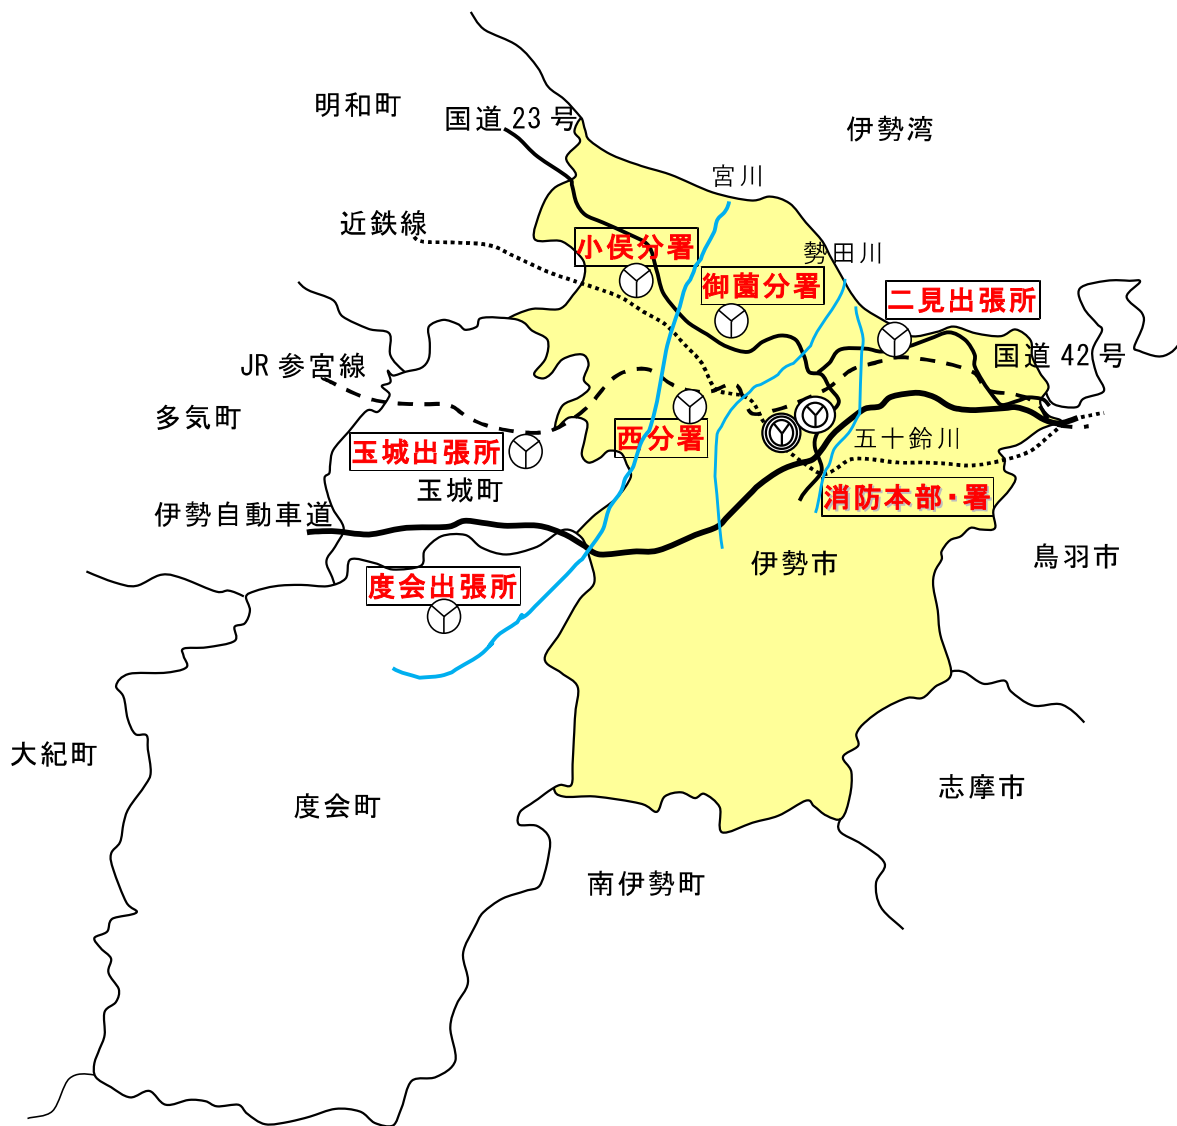 明和町
国道 23 号
伊勢湾
宮川
近鉄線
小俣分署
勢田川
御薗分署
二見出張所
国道 42 号
JR 参宮線
多気町
西分署
五十鈴川
玉城出張所
玉城町
消防本部・署
伊勢自動車道
伊勢市
鳥羽市
度会出張所
大紀町
志摩市
度会町
南伊勢町